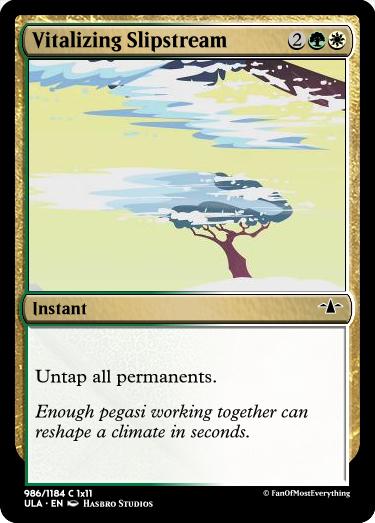 Vitalizing Slipstream 2
Instant
Untap all permanents.
Enough pegasi working together can
reshape a climate in seconds.
986/1184 C 1x11
ULA • EN Hasbro Studios
© FanOfMostEverything